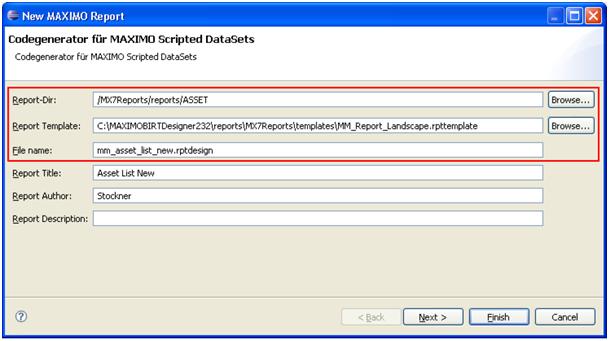 New MAXIMO Report
Codegenerator für MAXIMO Scripted DataSets
Codegenerator für MAXIMO Scripted DataSets
Report-Dir: /MX7Reports/reports/ASSET Browse...
Report Template: C:\MAXIMOBIRTDesigner232\reports\MX7Reports\templates\MM_Report_Landscape.rpttemplate Browse...
File name: mm_asset_list_new.rptdesign
Report Title: Asset List New
Report Author: Stockner
Report Description:
? < Back Next > Finish Cancel